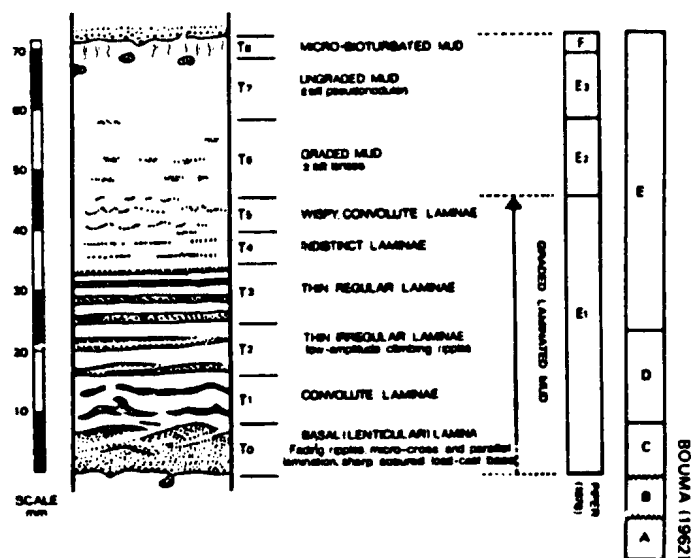 70
60
50
40
30
20
10
SCALE
mm
T8 MICRO-BIOTURBATED MUD
T7 UNGRADED MUD
± silt pseudonodules
T6 GRADED MUD
± silt lenses
T5 WISPY, CONVOLUTE LAMINAE
T4 INDISTINCT LAMINAE
T3 THIN REGULAR LAMINAE
T2 THIN IRREGULAR LAMINAE
low-amplitude climbing ripples
T1 CONVOLUTE LAMINAE
T0 BASAL (LENTICULAR) LAMINA
Fading ripples, micro-cross and parallel
lamination, sharp scoured load-cast base
GRADED LAMINATED MUD
F
E3
E2
E1
PIPER
(1978)
E
D
C
B
A
BOUMA (1962)